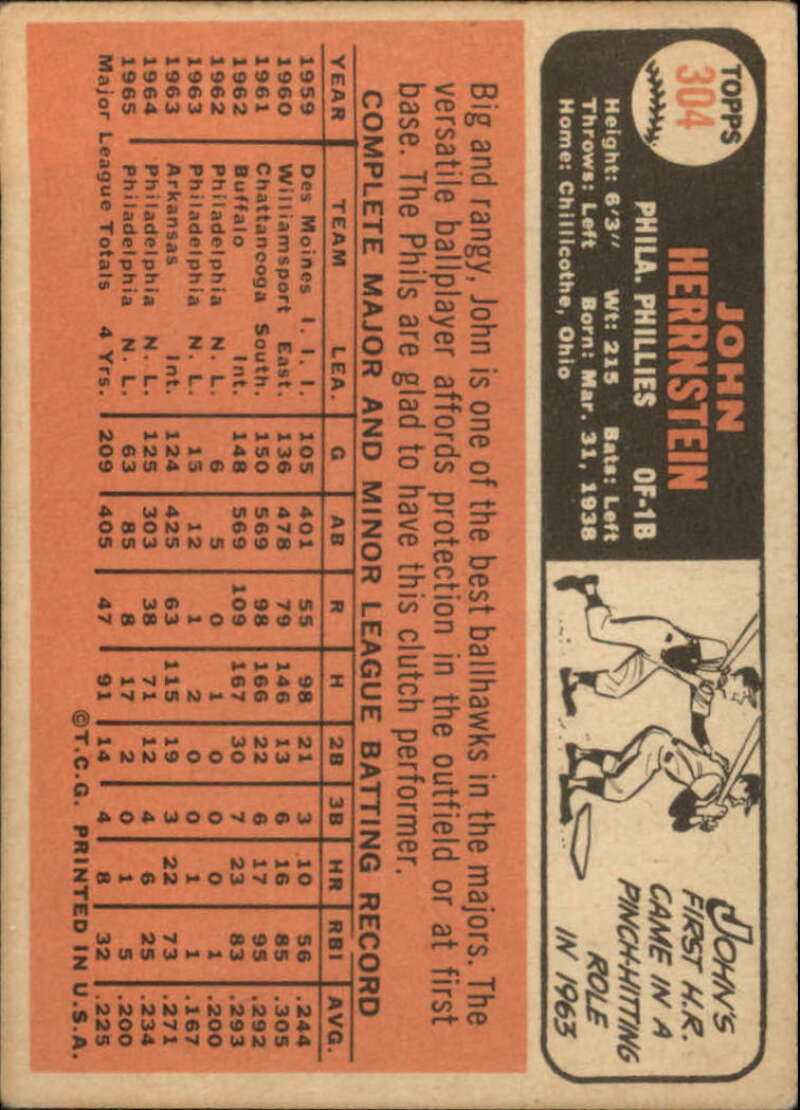 TOPPS
304
JOHN
HERRNSTEIN
PHILA. PHILLIES OF-1B
Height: 6'3" Wt: 215 Bats: Left
Throws: Left Born: Mar. 31, 1938
Home: Chillicothe, Ohio
JOHN'S
FIRST H.R.
CAME IN A
PINCH-HITTING
ROLE
IN 1963
Big and rangy, John is one of the best ballhawks in the majors. The
versatile ballplayer affords protection in the outfield or at first
base. The Phils are glad to have this clutch performer.
COMPLETE MAJOR AND MINOR LEAGUE BATTING RECORD
YEAR TEAM LEA. G AB R H 2B 3B HR RBI AVG.
1959 Des Moines I. I. I. 105 401 55 98 21 3 10 56 .244
1960 Williamsport East. 136 478 79 146 13 6 16 85 .305
1961 Chattanooga South. 150 569 98 166 22 6 17 95 .292
1962 Buffalo Int. 148 569 109 167 30 7 23 83 .293
1962 Philadelphia N. L. 6 5 0 1 0 0 0 1 .200
1963 Philadelphia N. L. 15 12 1 2 0 0 1 1 .167
1963 Arkansas Int. 124 425 63 115 19 3 22 73 .271
1964 Philadelphia N. L. 125 303 38 71 12 4 6 25 .234
1965 Philadelphia N. L. 63 85 8 17 2 0 1 5 .200
Major League Totals 4 Yrs. 209 405 47 91 14 4 8 32 .225
©T.C.G. PRINTED IN U.S.A.